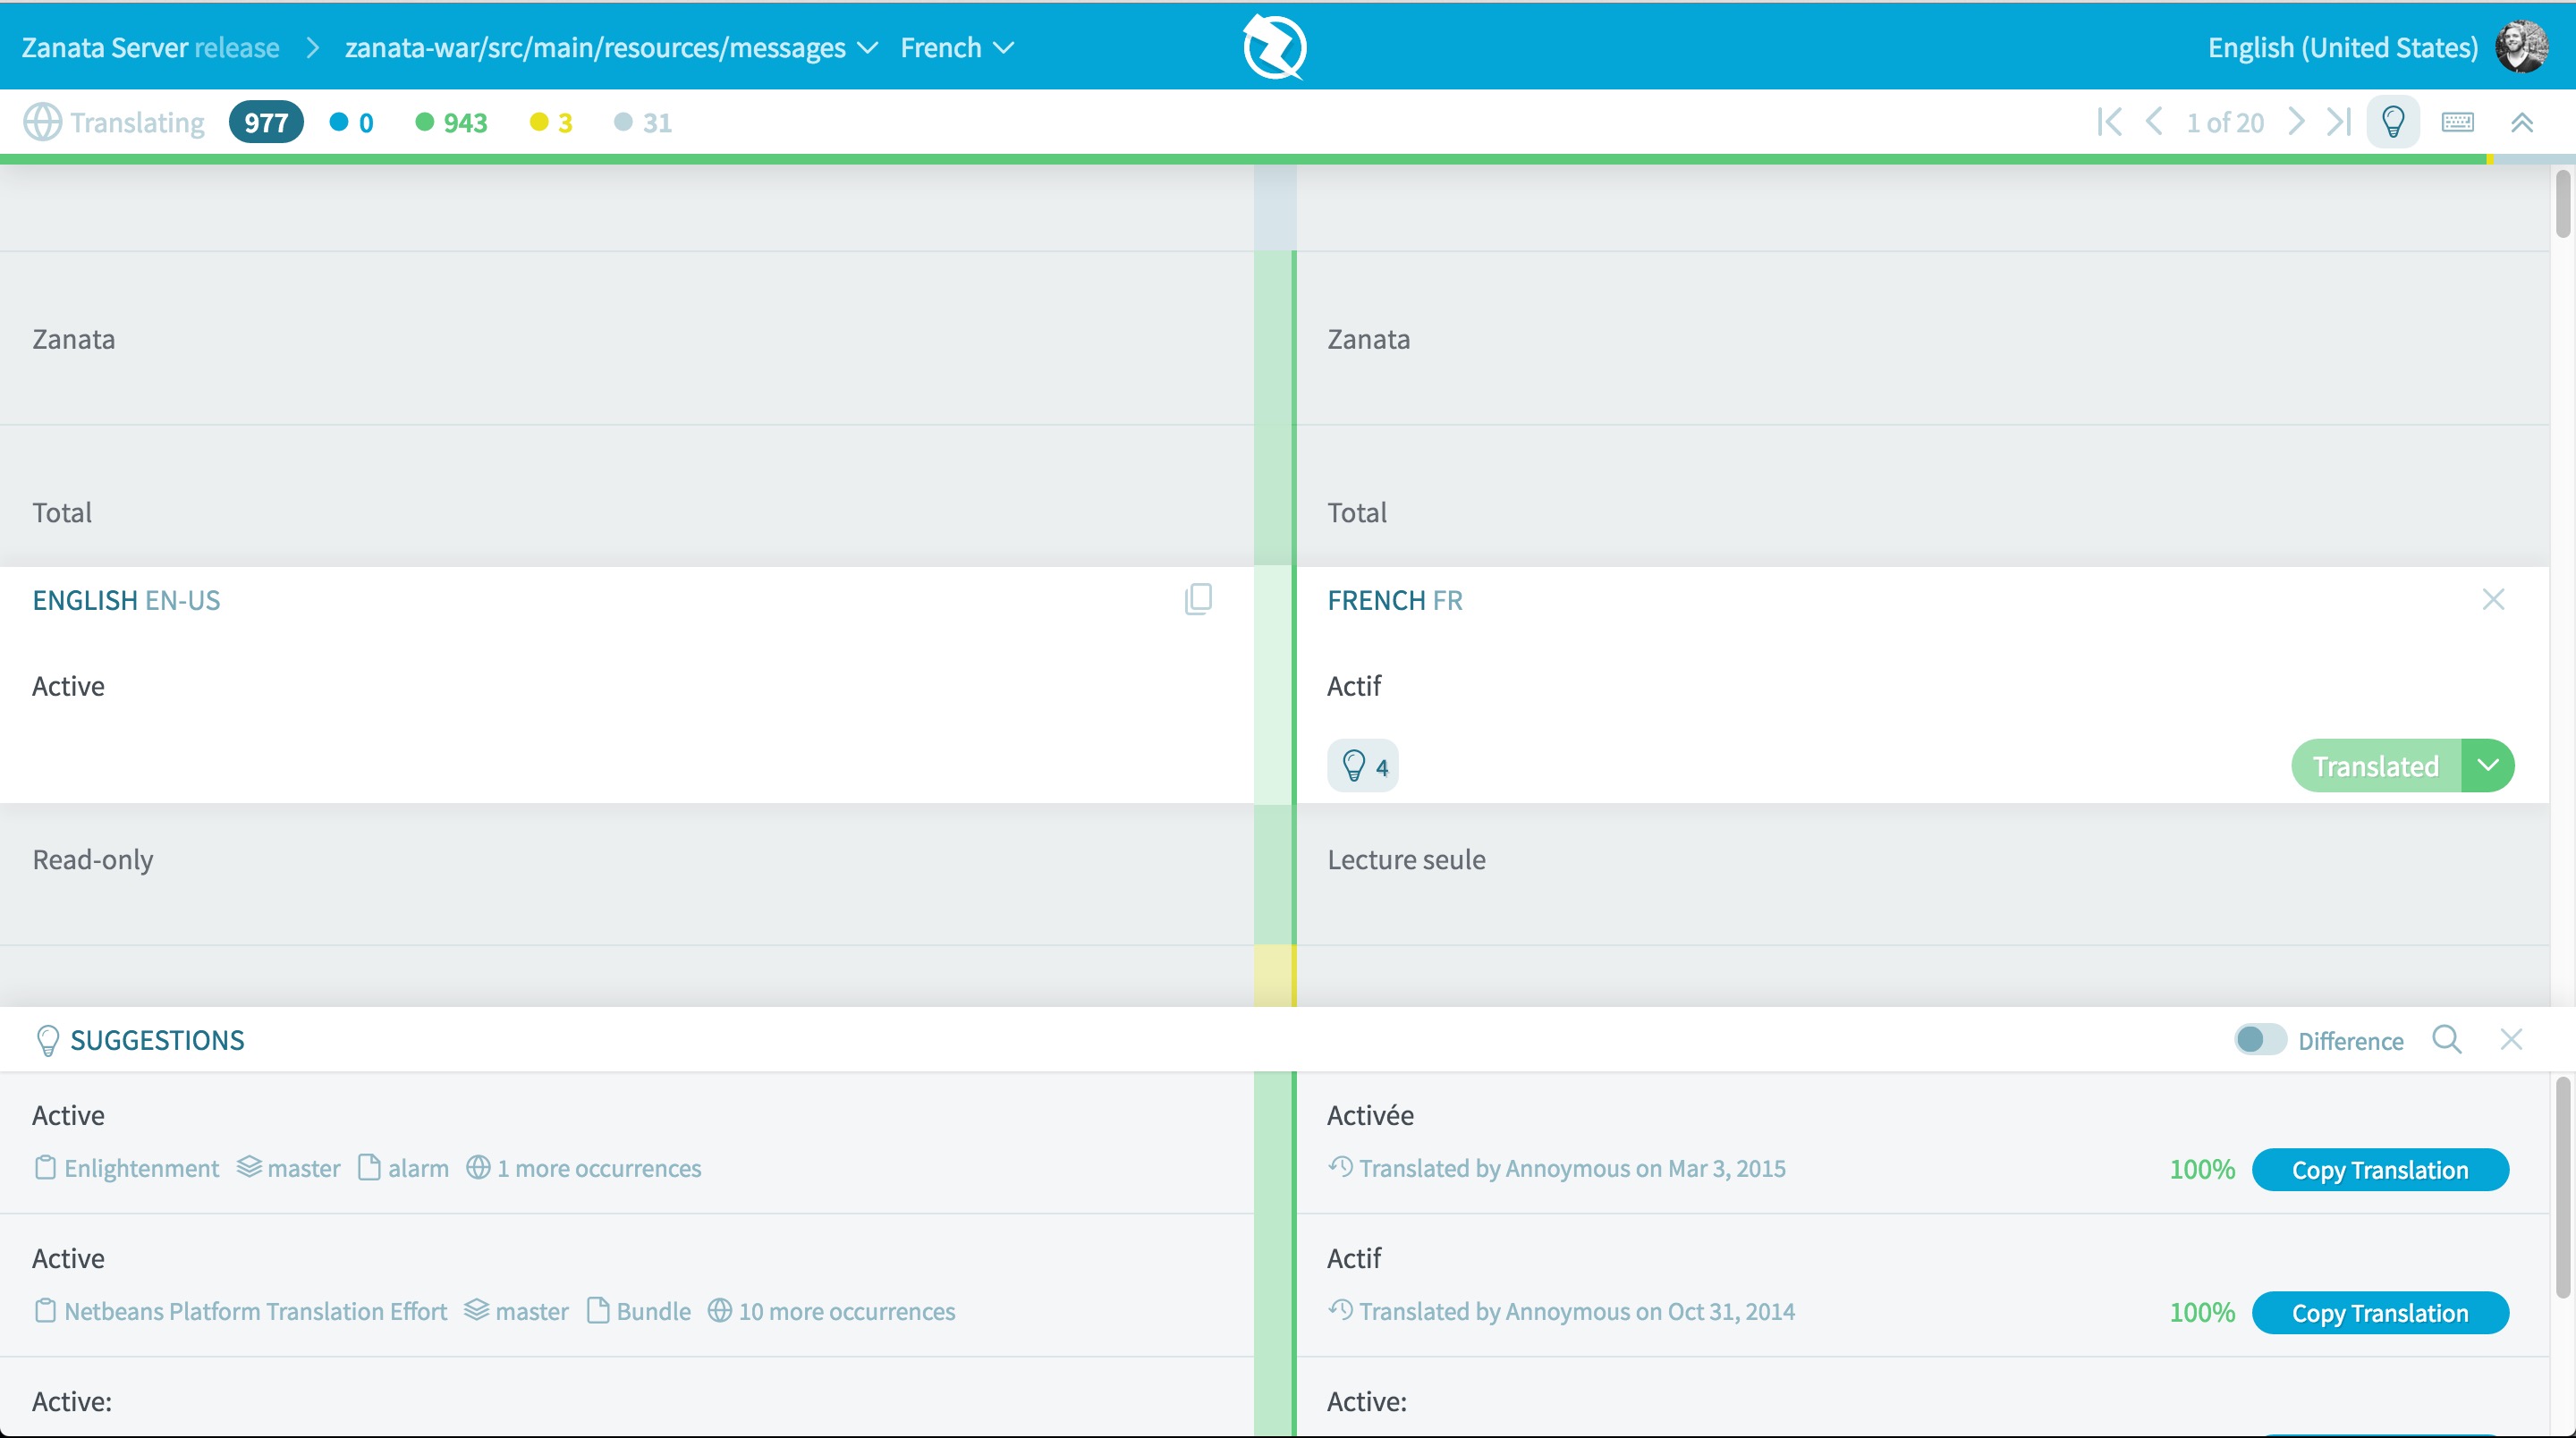 Zanata Server release zanata-war/src/main/resources/messages French English (United States)
Translating 977 0 943 3 31 1 of 20
Zanata Zanata
Total Total
ENGLISH EN-US FRENCH FR
Active Actif
4 Translated
Read-only Lecture seule
SUGGESTIONS Difference
Active Activée
Enlightenment master alarm 1 more occurrences Translated by Annoymous on Mar 3, 2015 100% Copy Translation
Active Actif
Netbeans Platform Translation Effort master Bundle 10 more occurrences Translated by Annoymous on Oct 31, 2014 100% Copy Translation
Active: Active: